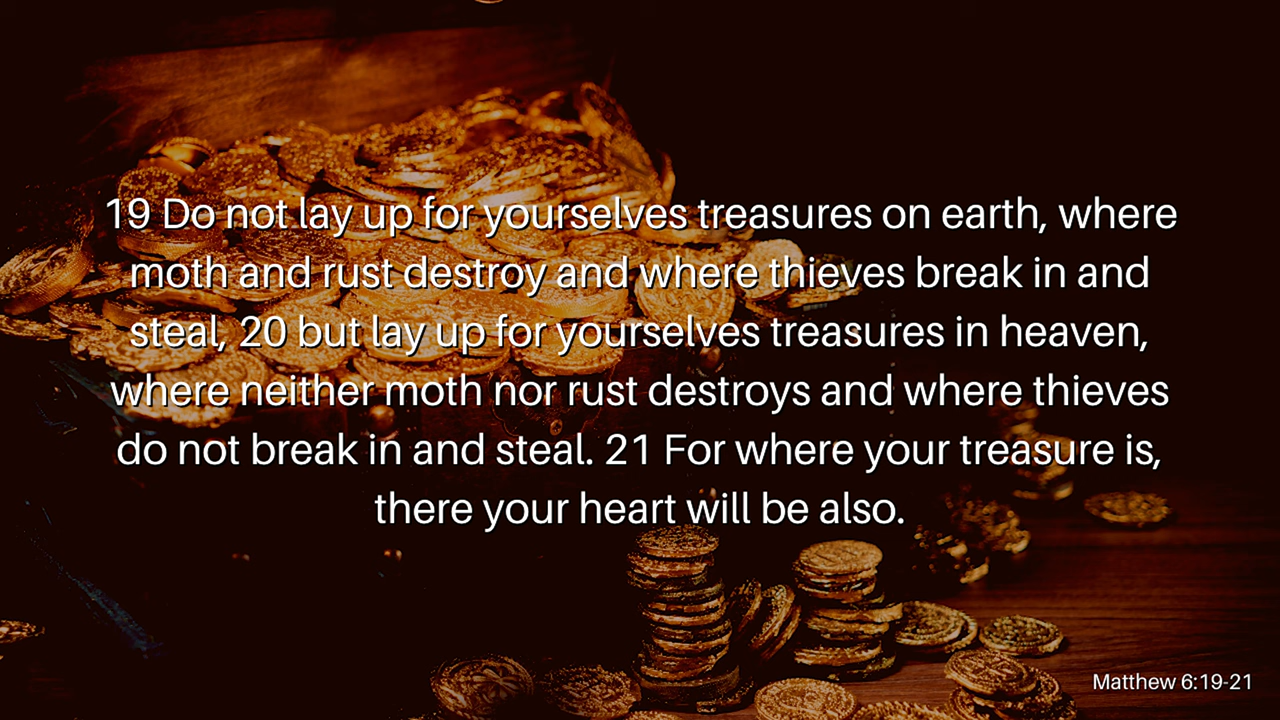 19 Do not lay up for yourselves treasures on earth, where
moth and rust destroy and where thieves break in and
steal, 20 but lay up for yourselves treasures in heaven,
where neither moth nor rust destroys and where thieves
do not break in and steal. 21 For where your treasure is,
there your heart will be also.
Matthew 6:19-21